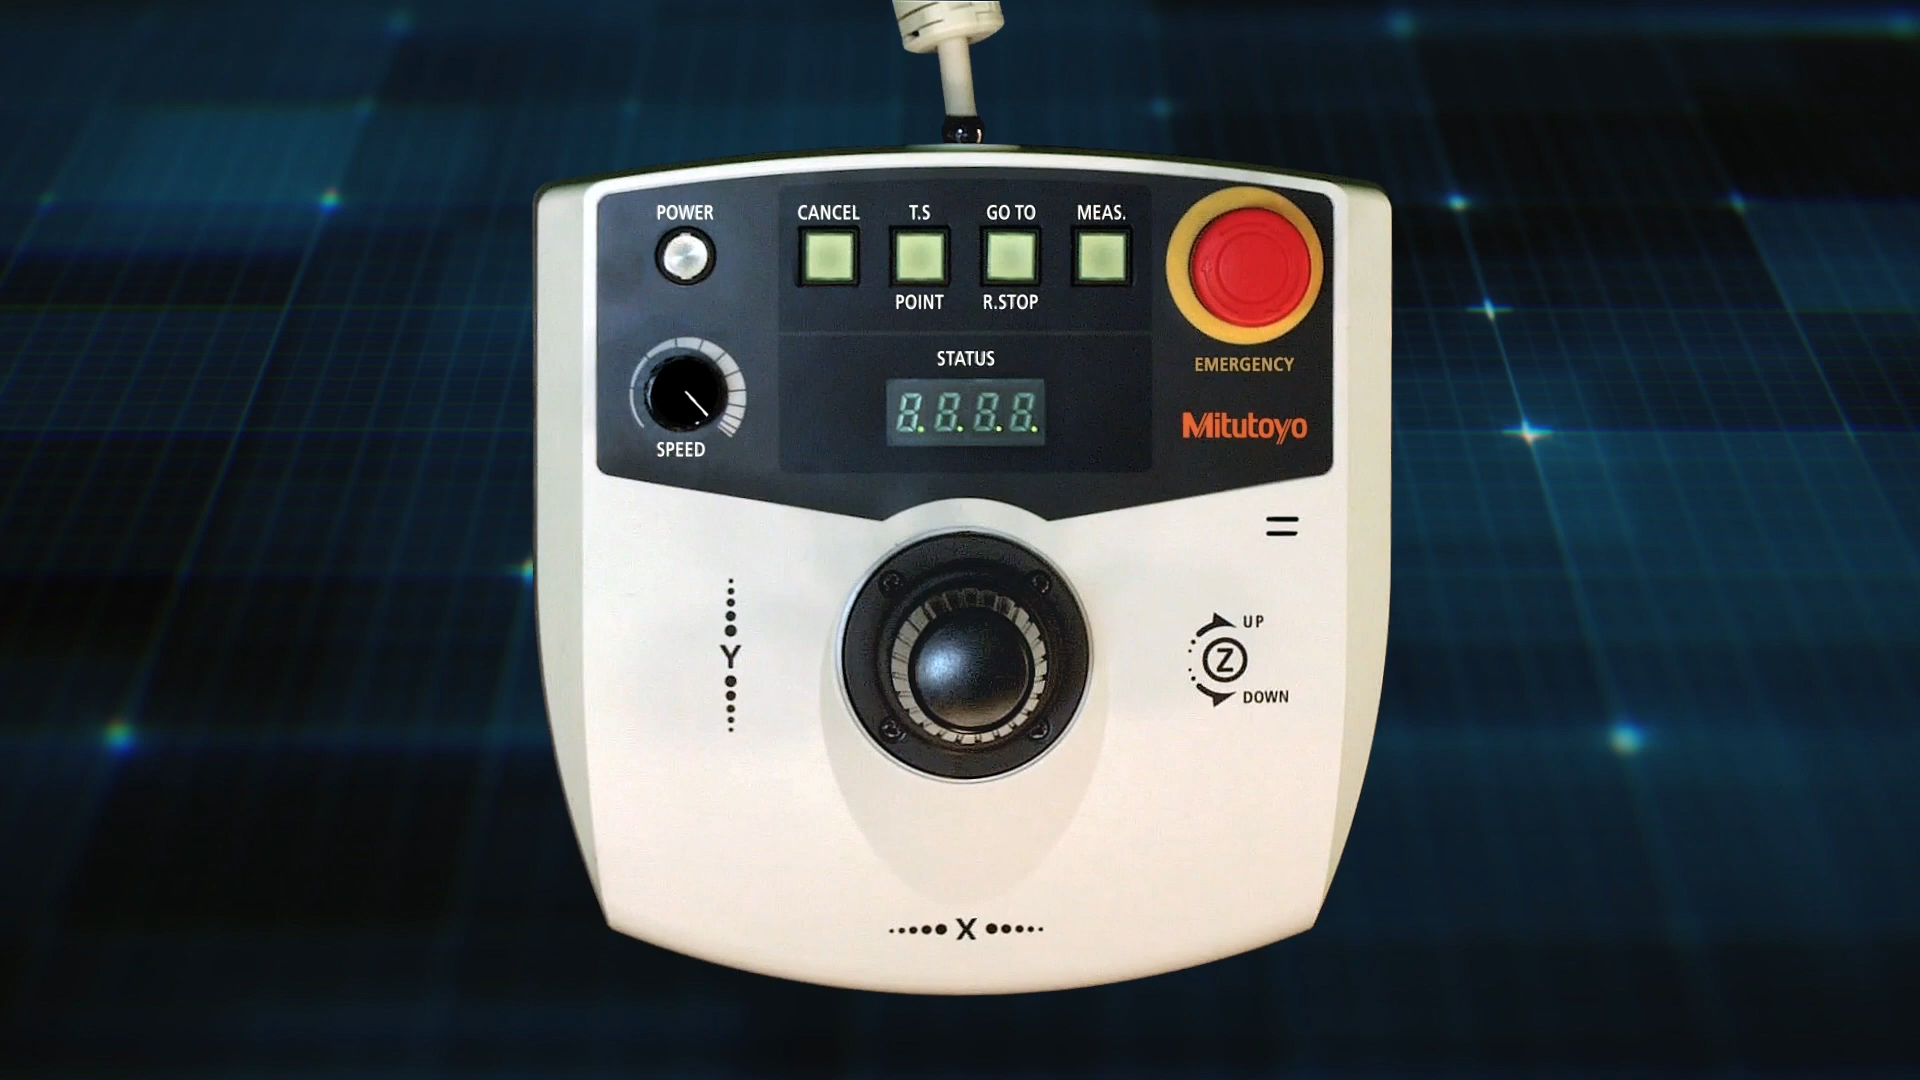 POWER
CANCEL
T.S
GO TO
MEAS.
POINT
R.STOP
STATUS
8.8.8.8.
EMERGENCY
Mitutoyo
SPEED
Y
UP
Z
DOWN
X